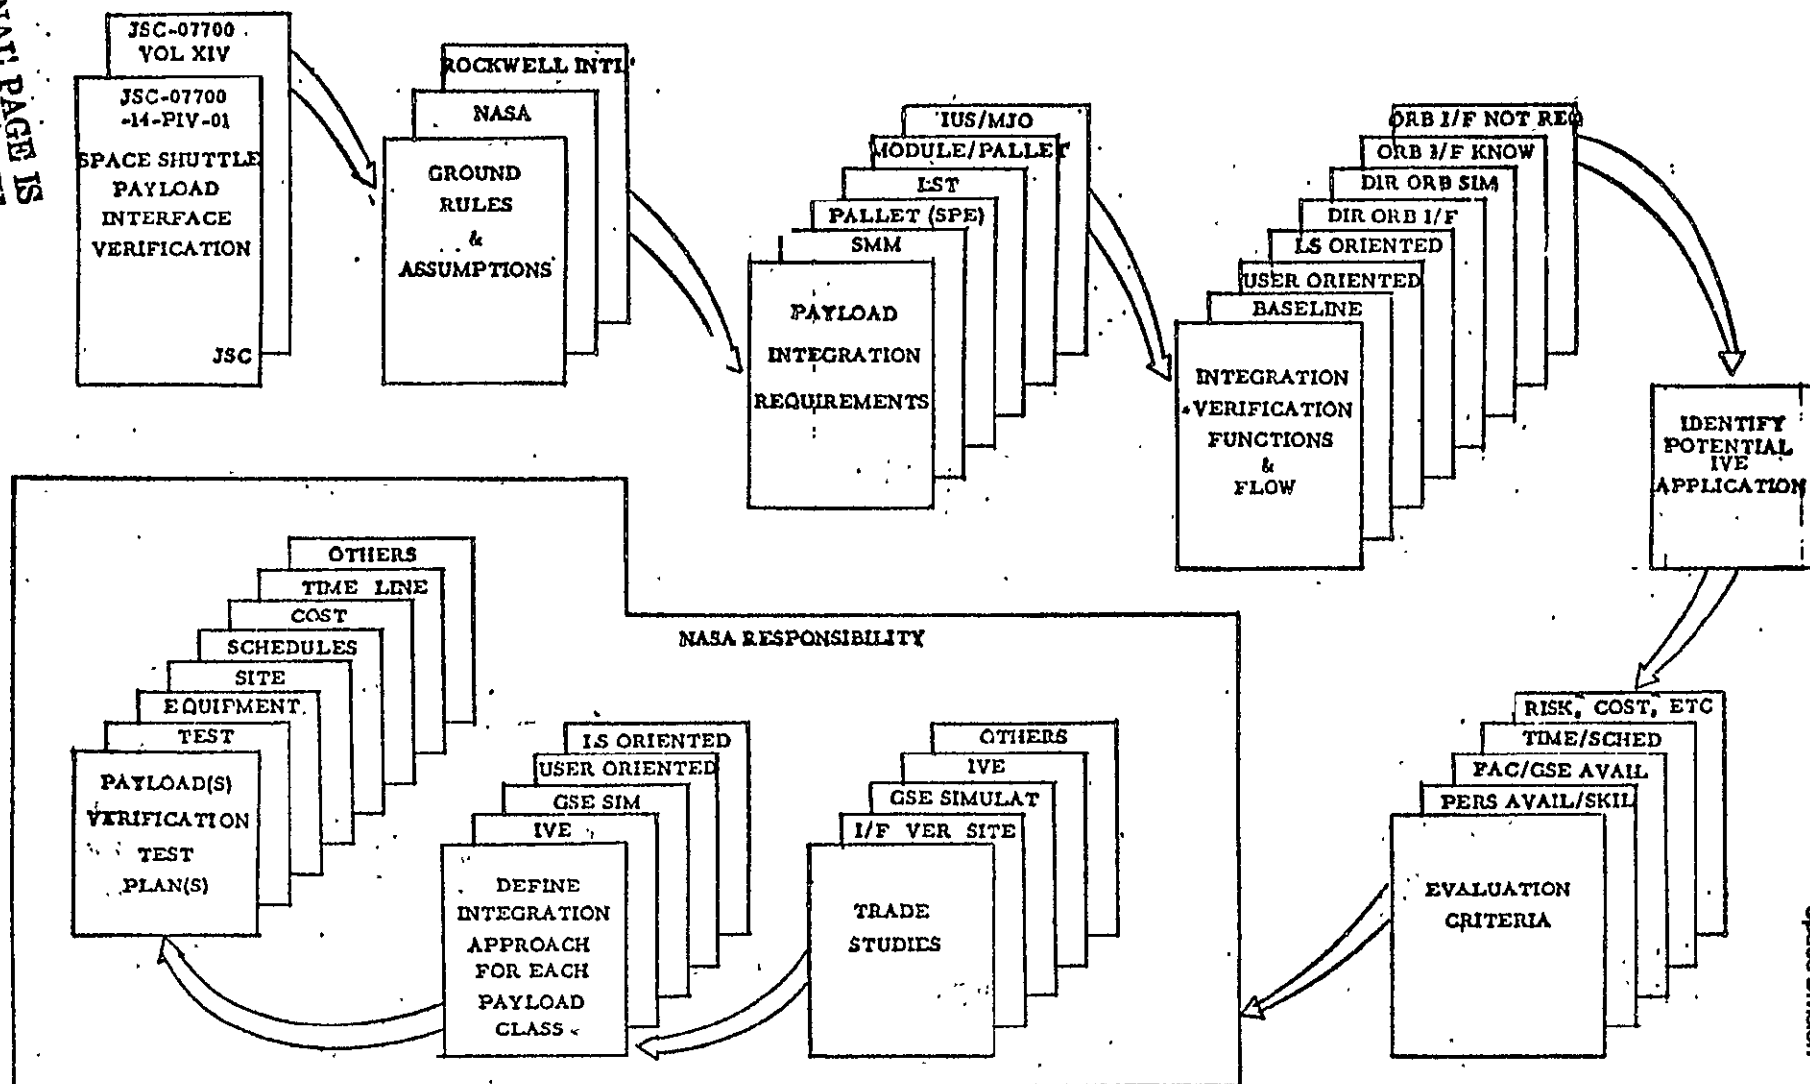 NAL PAGE IS
JSC-07700
VOL XIV
JSC-07700
-14-PIV-01
SPACE SHUTTLE
PAYLOAD
INTERFACE
VERIFICATION
JSC
ROCKWELL INTL
NASA
GROUND
RULES
&
ASSUMPTIONS
IUS/MJO
MODULE/PALLET
LST
PALLET (SPE)
SMM
PAYLOAD
INTEGRATION
REQUIREMENTS
ORB I/F NOT REQ
ORB I/F KNOW
DIR ORB SIM
DIR ORB I/F
LS ORIENTED
USER ORIENTED
BASELINE
INTEGRATION
VERIFICATION
FUNCTIONS
&
FLOW
IDENTIFY
POTENTIAL
IVE
APPLICATION
RISK, COST, ETC
TIME/SCHED
FAC/GSE AVAIL
PERS AVAIL/SKIL
EVALUATION
CRITERIA
NASA RESPONSIBILITY
OTHERS
IVE
GSE SIMULAT
I/F VER SITE
TRADE
STUDIES
LS ORIENTED
USER ORIENTED
GSE SIM
IVE
DEFINE
INTEGRATION
APPROACH
FOR EACH
PAYLOAD
CLASS
OTHERS
TIME LINE
COST
SCHEDULES
SITE
EQUIPMENT
TEST
PAYLOAD(S)
VERIFICATION
TEST
PLAN(S)